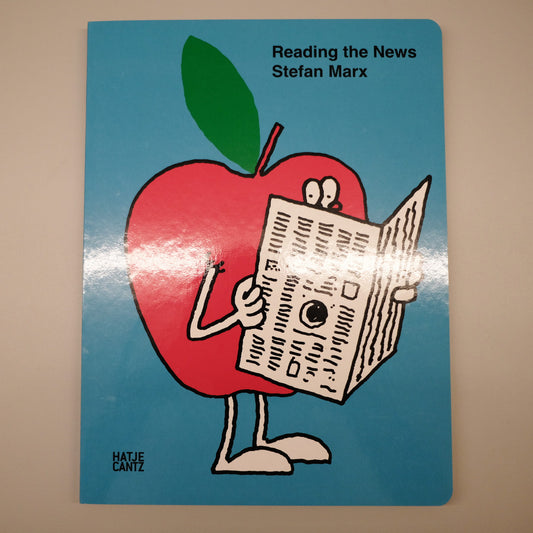 Reading the News
Stefan Marx
HATJE
CANTZ